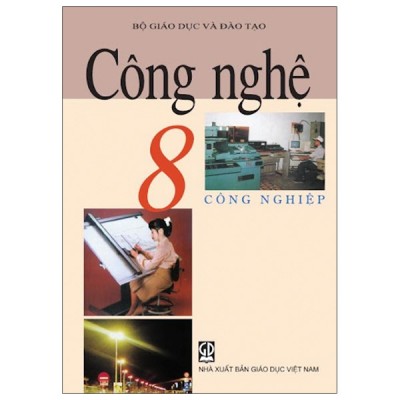 BỘ GIÁO DỤC VÀ ĐÀO TẠO
Công nghệ
8
CÔNG NGHIỆP
NHÀ XUẤT BẢN GIÁO DỤC VIỆT NAM